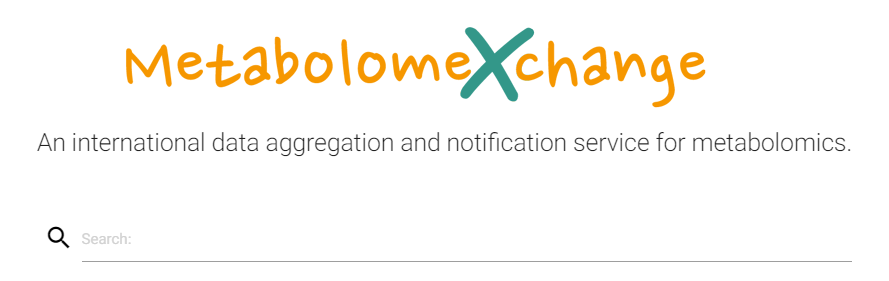 MetabolomeXchange
An international data aggregation and notification service for metabolomics.
Search: